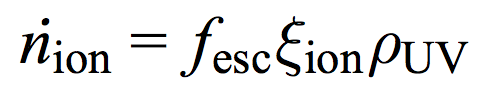 ṅ_ion = f_esc ξ_ion ρ_UV